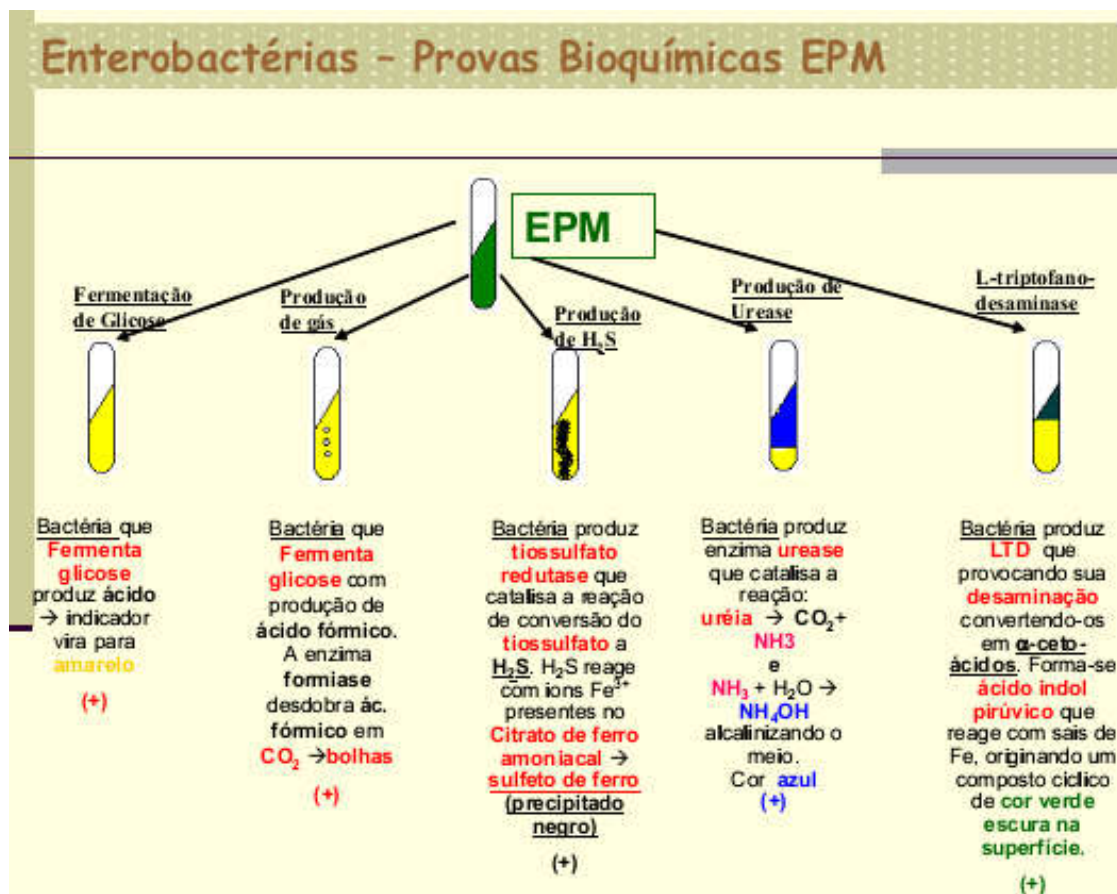 Enterobactérias – Provas Bioquímicas EPM
EPM
Fermentação
de Glicose
Produção
de gás
Produção
de H₂S
Produção de
Urease
L-triptofano-
desaminase
Bactéria que
Fermenta
glicose
produz ácido
→ indicador
vira para
amarelo
(+)
Bactéria que
Fermenta
glicose com
produção de
ácido fórmico.
A enzima
formiase
desdobra ác.
fórmico em
CO₂ →bolhas
(+)
Bactéria produz
tiossulfato
redutase que
catalisa a reação
de conversão do
tiossulfato a
H₂S. H₂S reage
com ions Fe³⁺
presentes no
Citrato de ferro
amoniacal →
sulfeto de ferro
(precipitado
negro)
(+)
Bactéria produz
enzima urease
que catalisa a
reação:
uréia → CO₂+
NH3
e
NH₃ + H₂O →
NH₄OH
alcalinizando o
meio.
Cor azul
(+)
Bactéria produz
LTD que
provocando sua
desaminação
convertendo-os
em α-ceto-
ácidos. Forma-se
ácido indol
pirúvico que
reage com sais de
Fe, originando um
composto ciclico
de cor verde
escura na
superfície.
(+)